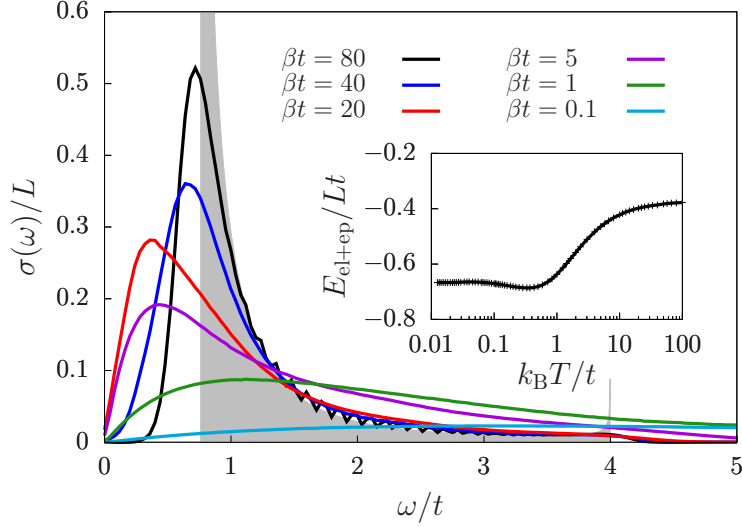 0.6
0.5
0.4
0.3
0.2
0.1
0
σ(ω)/L
βt = 80
βt = 40
βt = 20
βt = 5
βt = 1
βt = 0.1
−0.2
−0.4
−0.6
−0.8
E_{el+ep}/Lt
0.01 0.1 1 10 100
k_BT/t
0 1 2 3 4 5
ω/t